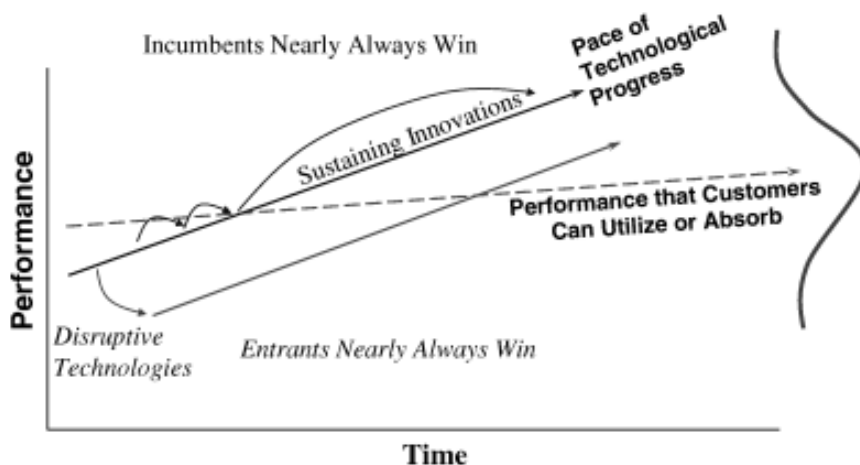 Incumbents Nearly Always Win
Pace of
Technological
Progress
Sustaining Innovations
Performance
Performance that Customers
Can Utilize or Absorb
Disruptive
Technologies
Entrants Nearly Always Win
Time